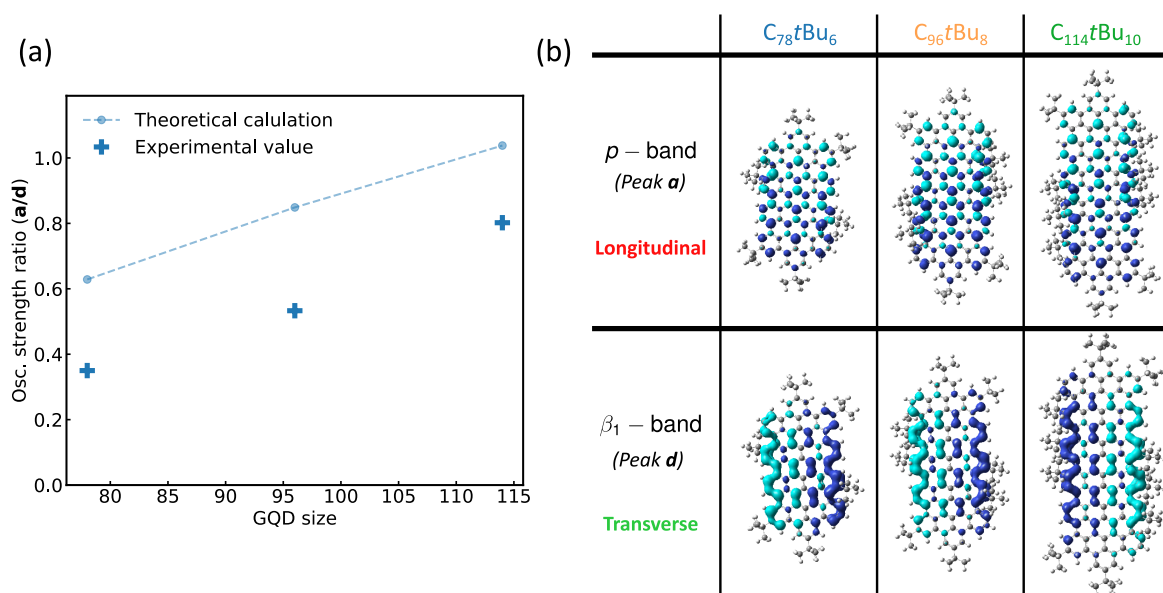 (a)
Osc. strength ratio (a/d)
1.0
0.8
0.6
0.4
0.2
0.0
Theoretical calulation
Experimental value
80 85 90 95 100 105 110 115
GQD size
(b)
C₇₈tBu₆ C₉₆tBu₈ C₁₁₄tBu₁₀
p – band
(Peak a)
Longitudinal
β₁ – band
(Peak d)
Transverse